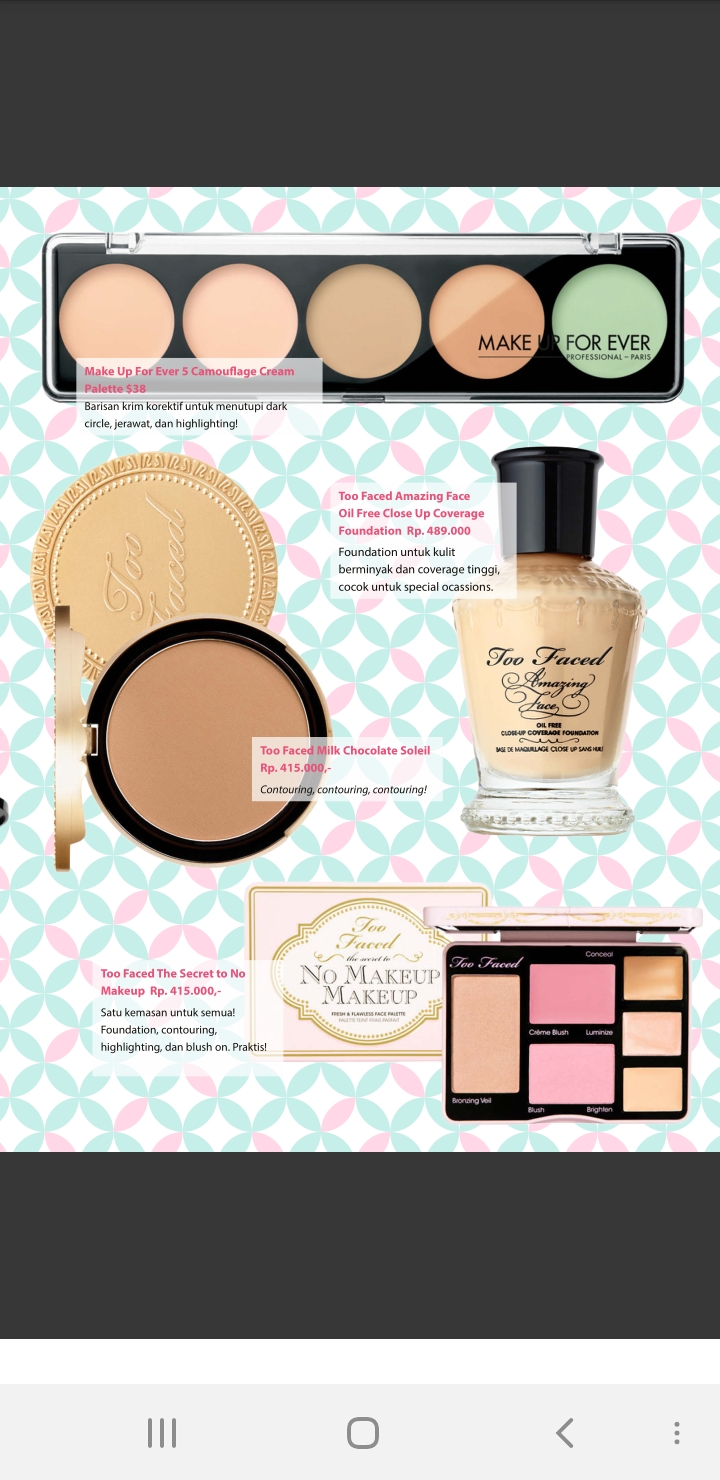 MAKE UP FOR EVER
PROFESSIONAL – PARIS
Make Up For Ever 5 Camouflage Cream
Palette $38
Barisan krim korektif untuk menutupi dark
circle, jerawat, dan highlighting!
Too
Faced
Too Faced Amazing Face
Oil Free Close Up Coverage
Foundation Rp. 489.000
Foundation untuk kulit
berminyak dan coverage tinggi,
cocok untuk special ocassions.
Too Faced
Amazing
Face
OIL FREE
CLOSE-UP COVERAGE FOUNDATION
BASE DE MAQUILLAGE CLOSE UP SANS HUILE
Too Faced Milk Chocolate Soleil
Rp. 415.000,-
Contouring, contouring, contouring!
Too
Faced
the secret to
NO MAKEUP
MAKEUP
FRESH & FLAWLESS FACE PALETTE
Too Faced The Secret to No
Makeup Rp. 415.000,-
Satu kemasan untuk semua!
Foundation, contouring,
highlighting, dan blush on. Praktis!
Too Faced
Conceal
Crème Blush
Luminize
Bronzing Veil
Blush
Brighten